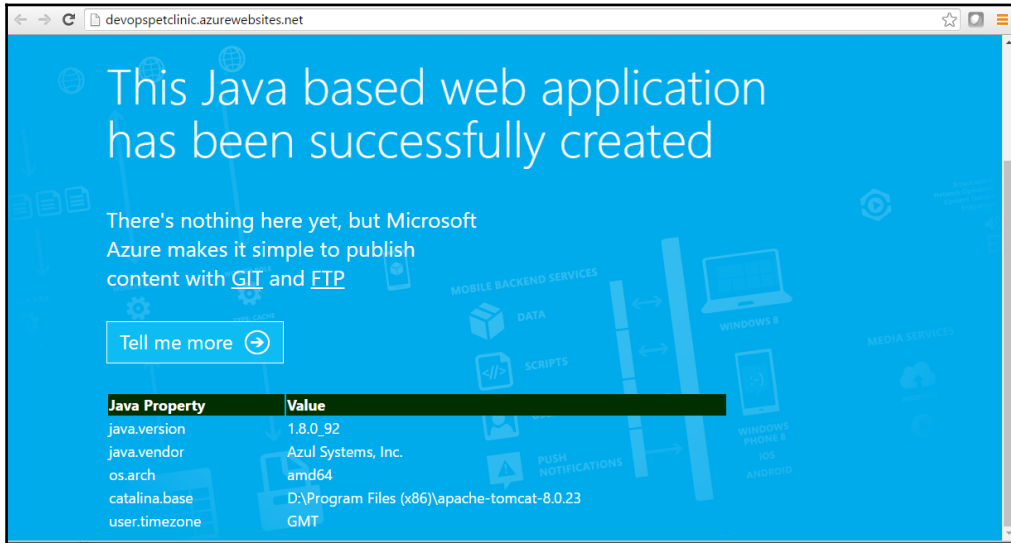 devopspetclinic.azurewebsites.net
This Java based web application
has been successfully created
There's nothing here yet, but Microsoft
Azure makes it simple to publish
content with GIT and FTP
MOBILE BACKEND SERVICES
DATA
WINDOWS 8
Tell me more
MEDIA SERVICES
SCRIPTS
Java Property Value
java.version 1.8.0_92
WINDOWS
PHONE 8
java.vendor Azul Systems, Inc.
IOS
PUSH
NOTIFICATIONS
os.arch amd64
ANDROID
catalina.base D:\Program Files (x86)\apache-tomcat-8.0.23
user.timezone GMT